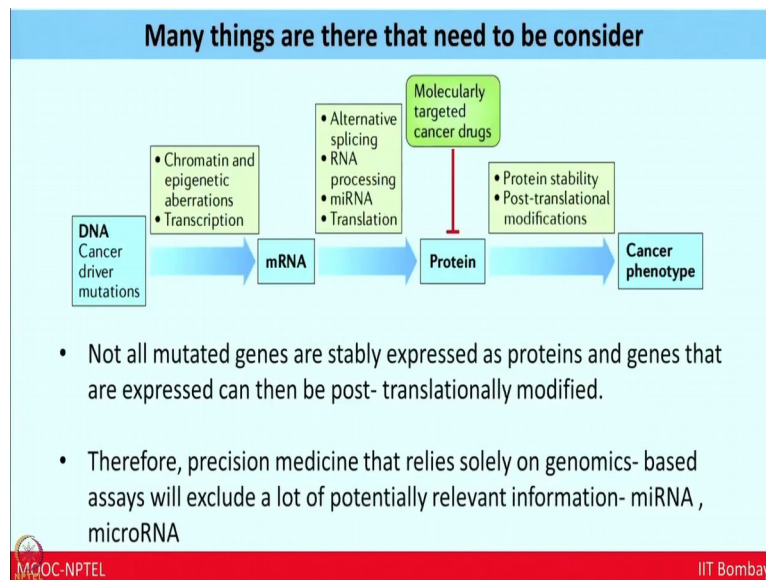 Many things are there that need to be consider
Molecularly
targeted
cancer drugs
• Alternative
splicing
• RNA
processing
• miRNA
• Translation
• Chromatin and
epigenetic
aberrations
• Transcription
• Protein stability
• Post-translational
modifications
DNA
Cancer
driver
mutations
mRNA
Protein
Cancer
phenotype
• Not all mutated genes are stably expressed as proteins and genes that
are expressed can then be post- translationally modified.
• Therefore, precision medicine that relies solely on genomics- based
assays will exclude a lot of potentially relevant information- miRNA ,
microRNA
MOOC-NPTEL
NPTEL
IIT Bombay